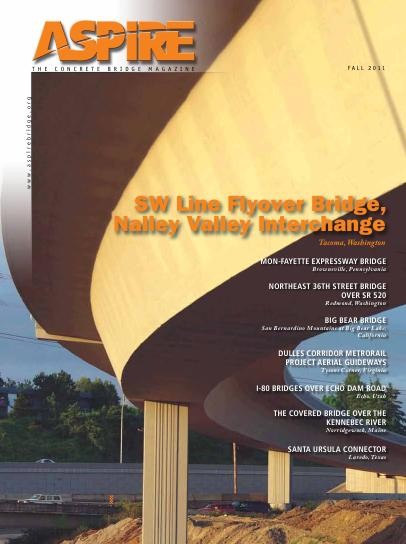 ASPIRE
THE CONCRETE BRIDGE MAGAZINE
FALL 2011
www.aspirebridge.org
SW Line Flyover Bridge,
Nalley Valley Interchange
Tacoma, Washington
MON-FAYETTE EXPRESSWAY BRIDGE
Brownsville, Pennsylvania
NORTHEAST 36TH STREET BRIDGE
OVER SR 520
Redmond, Washington
BIG BEAR BRIDGE
San Bernardino Mountains at Big Bear Lake,
California
DULLES CORRIDOR METRORAIL
PROJECT AERIAL GUIDEWAYS
Tysons Corner, Virginia
I-80 BRIDGES OVER ECHO DAM ROAD
Echo, Utah
THE COVERED BRIDGE OVER THE
KENNEBEC RIVER
Norridgewock, Maine
SANTA URSULA CONNECTOR
Laredo, Texas